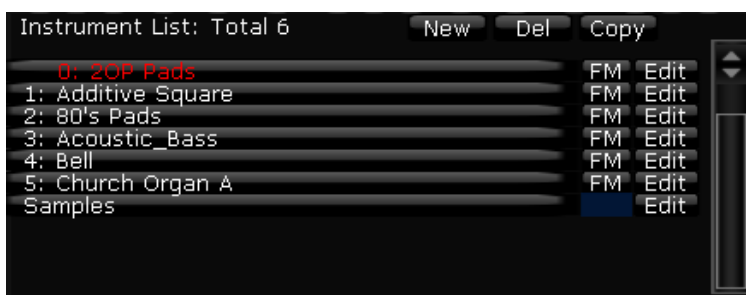 Instrument List: Total 6 New Del Copy
0: 2OP Pads FM Edit
1: Additive Square FM Edit
2: 80's Pads FM Edit
3: Acoustic_Bass FM Edit
4: Bell FM Edit
5: Church Organ A FM Edit
Samples Edit